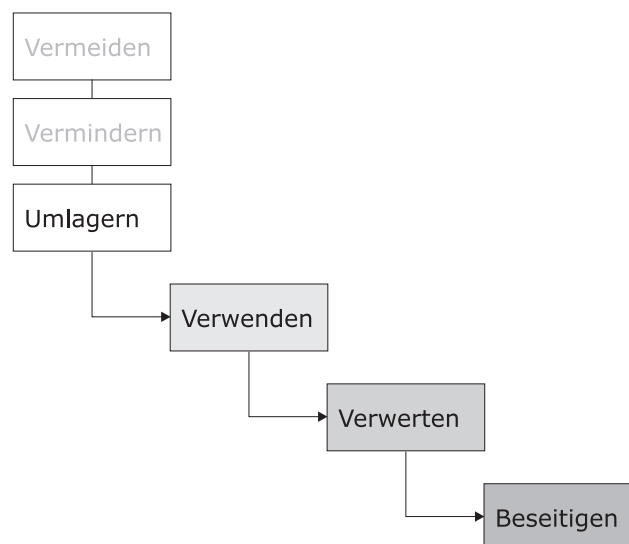 Vermeiden
Vermindern
Umlagern
Verwenden
Verwerten
Beseitigen